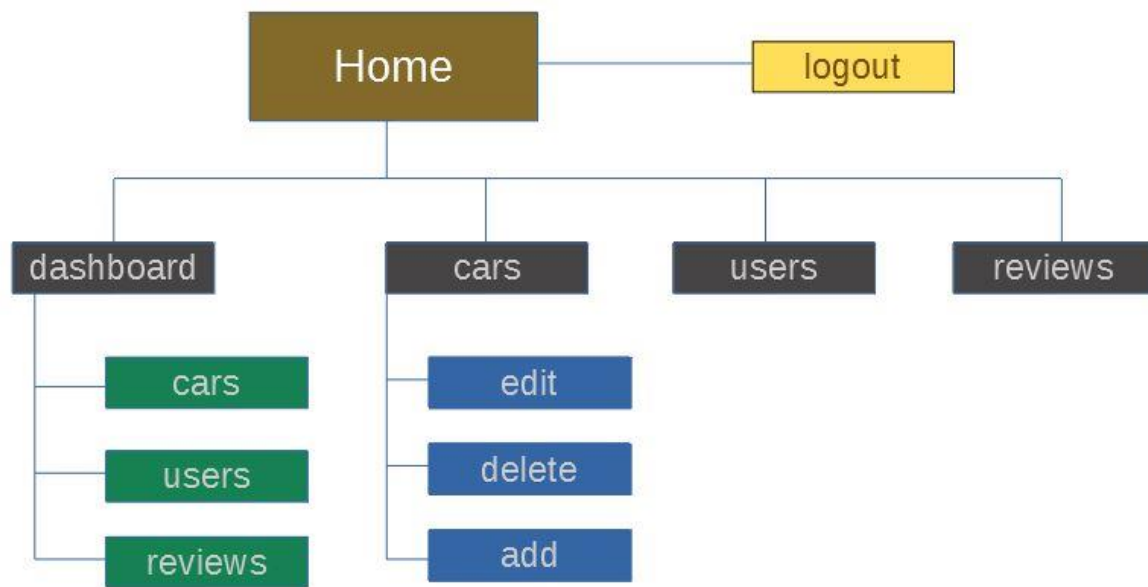 Home
logout
dashboard
cars
users
reviews
cars
edit
users
delete
reviews
add